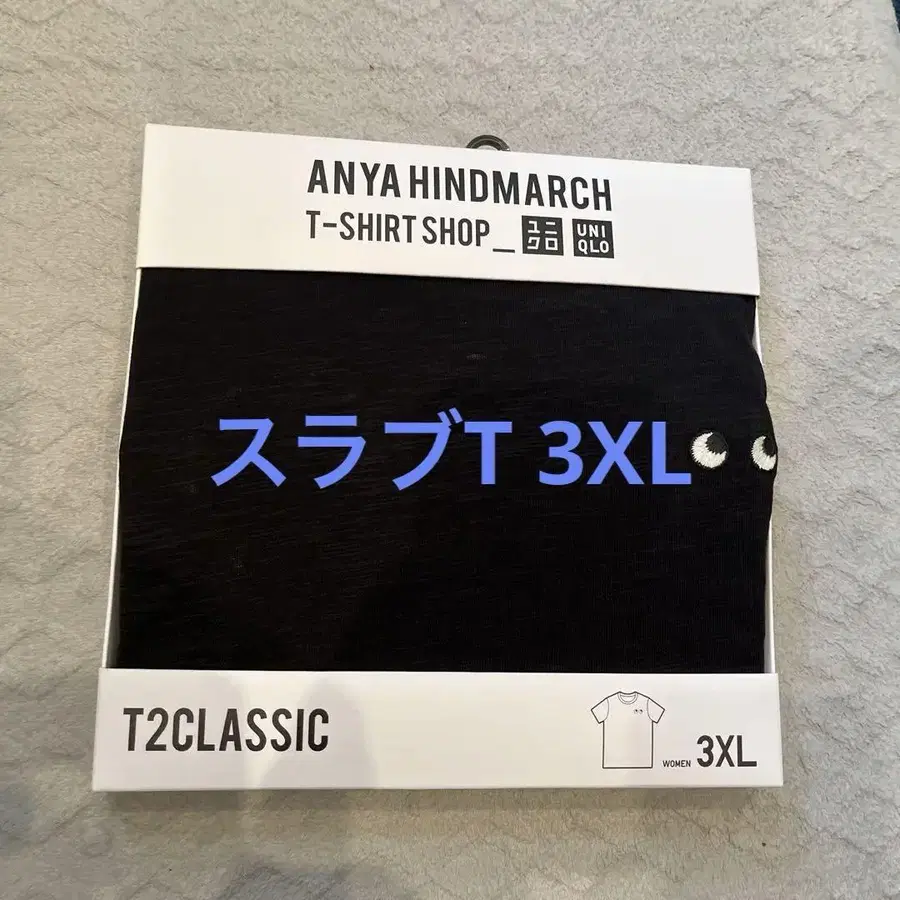 ANYA HINDMARCH
T-SHIRT SHOP_ ユニクロ UNIQLO
スラブT 3XL
T2CLASSIC
WOMEN 3XL